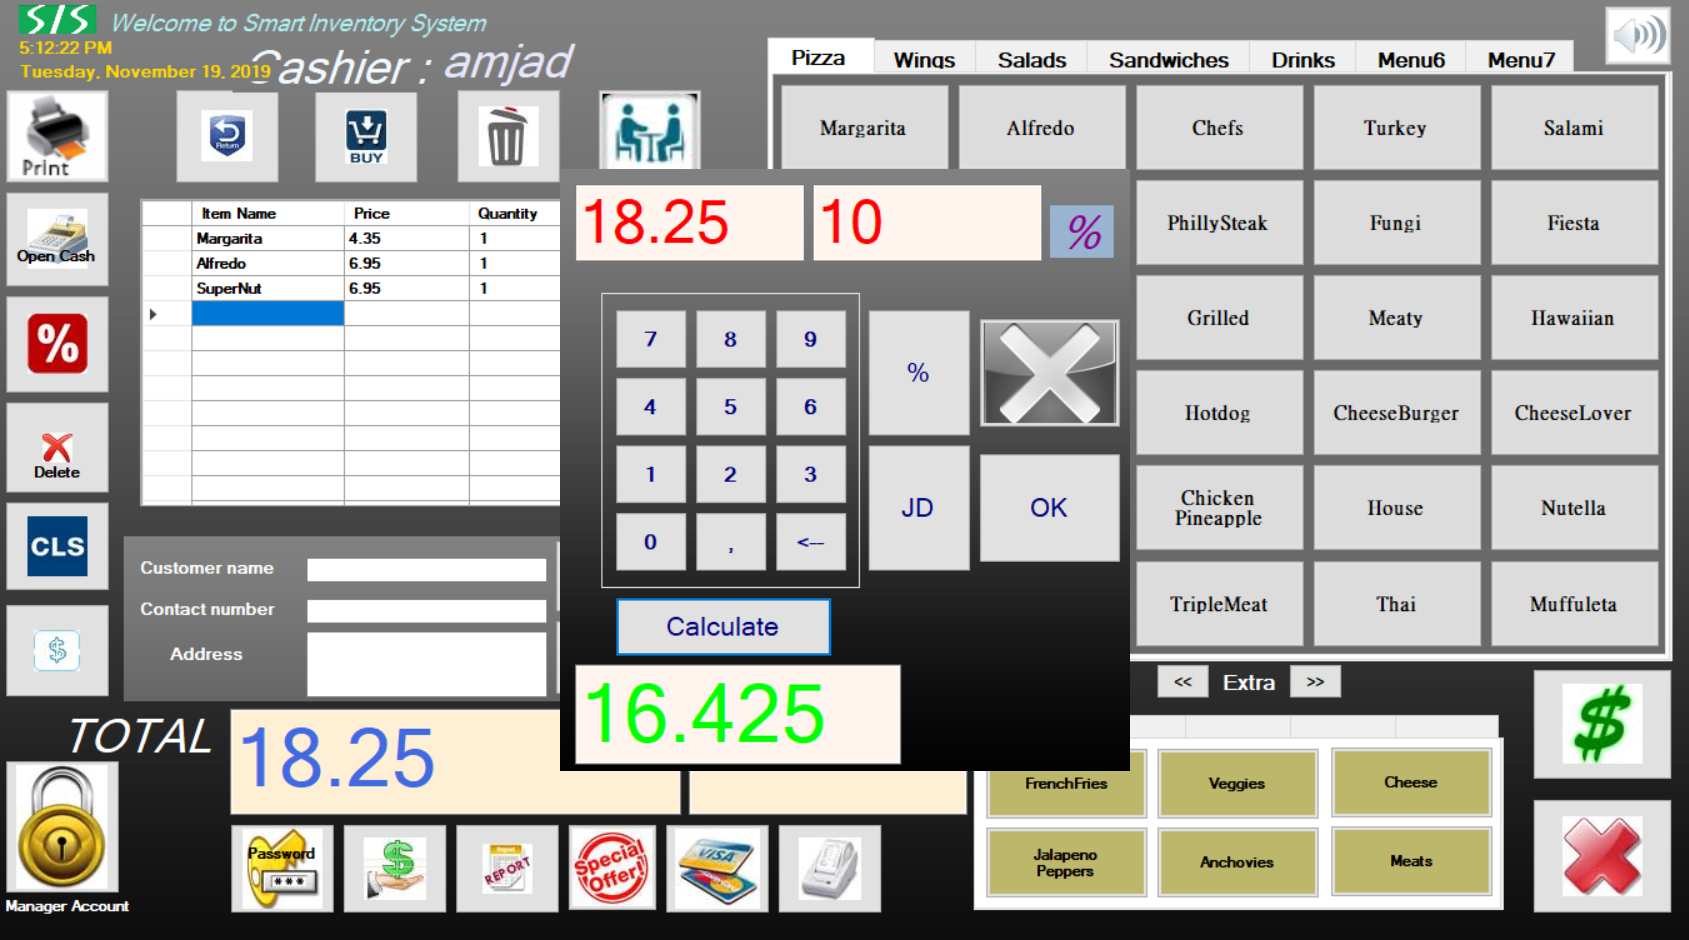 SIS Welcome to Smart Inventory System
5:12:22 PM
Tuesday, November 19, 2019
Cashier : amjad
Print
Return
BUY
Open Cash
%
Delete
CLS
$
Item Name Price Quantity
Margarita 4.35 1
Alfredo 6.95 1
SuperNut 6.95 1
Customer name
Contact number
Address
TOTAL 18.25
Manager Account
Password
***
$
Report
REPORT
Special Offer!
VISA
18.25 10 %
7 8 9
4 5 6
1 2 3
0 , <--
%
JD
OK
Calculate
16.425
Pizza Wings Salads Sandwiches Drinks Menu6 Menu7
Margarita Alfredo Chefs Turkey Salami
PhillySteak Fungi Fiesta
Grilled Meaty Hawaiian
Hotdog CheeseBurger CheeseLover
Chicken
Pineapple House Nutella
TripleMeat Thai Muffuleta
<< Extra >>
FrenchFries Veggies Cheese
Jalapeno
Peppers Anchovies Meats
$